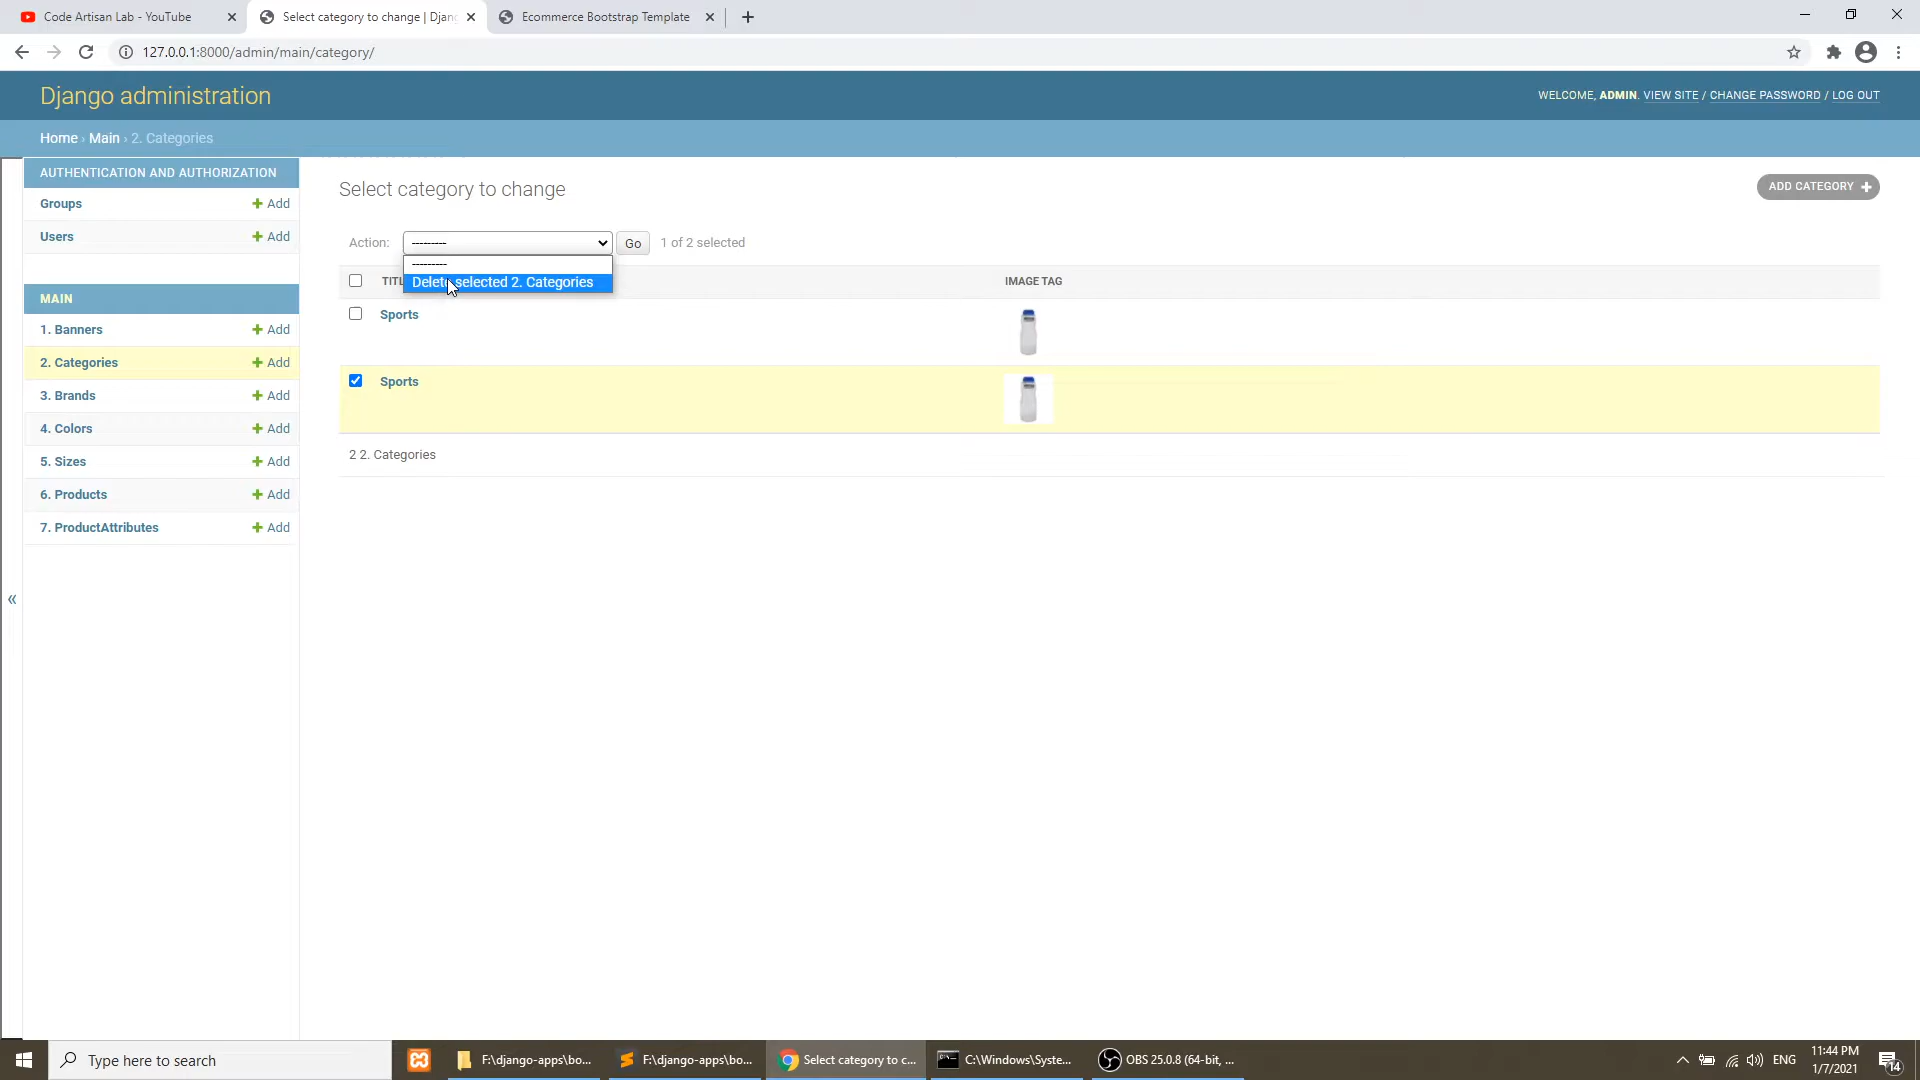 Code Artisan Lab - YouTube
Select category to change | Djang
Ecommerce Bootstrap Template
127.0.0.1:8000/admin/main/category/
Django administration
WELCOME, ADMIN. VIEW SITE / CHANGE PASSWORD / LOG OUT
Home › Main › 2. Categories
AUTHENTICATION AND AUTHORIZATION
Groups
Add
Users
Add
MAIN
1. Banners
Add
2. Categories
Add
3. Brands
Add
4. Colors
Add
5. Sizes
Add
6. Products
Add
7. ProductAttributes
Add
«
Select category to change
ADD CATEGORY
Action:
---------
Go
1 of 2 selected
---------
Delete selected 2. Categories
TITL
IMAGE TAG
Sports
Sports
2 2. Categories
Type here to search
F:\django-apps\bo...
F:\django-apps\bo...
Select category to c...
C:\Windows\Syste...
OBS 25.0.8 (64-bit, ...
ENG
11:44 PM
1/7/2021
14